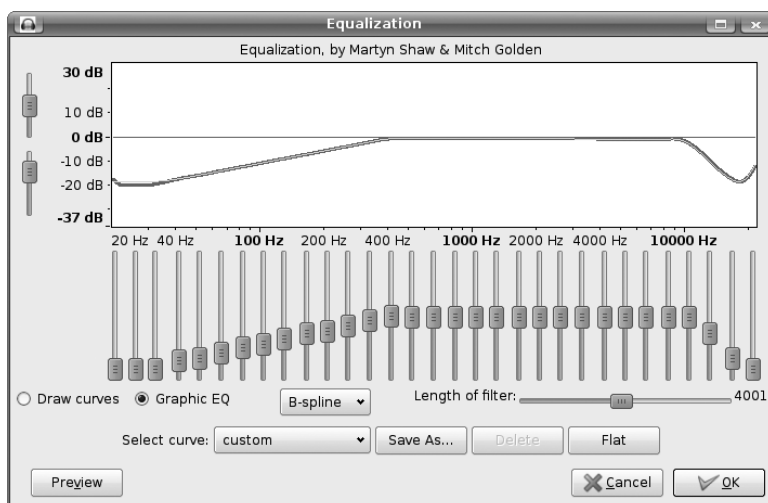 Equalization
Equalization, by Martyn Shaw & Mitch Golden
30 dB
10 dB
0 dB
-10 dB
-20 dB
-37 dB
20 Hz 40 Hz 100 Hz 200 Hz 400 Hz 1000 Hz 2000 Hz 4000 Hz 10000 Hz
Draw curves Graphic EQ B-spline Length of filter: 4001
Select curve: custom Save As... Delete Flat
Preview Cancel OK